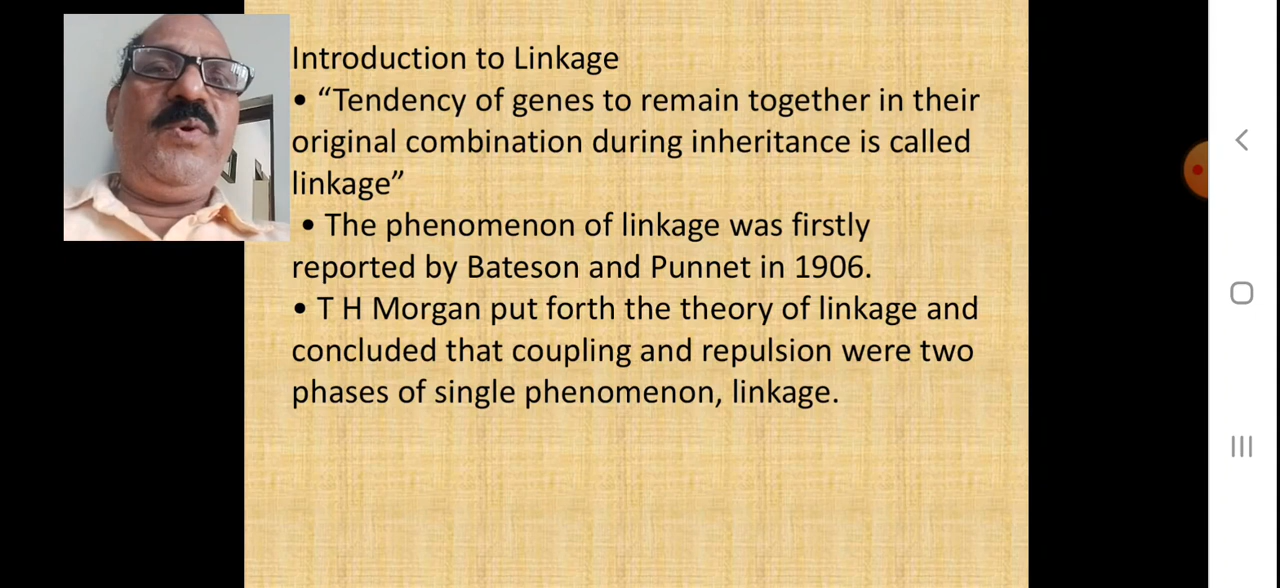 Introduction to Linkage
• “Tendency of genes to remain together in their
original combination during inheritance is called
linkage”
• The phenomenon of linkage was firstly
reported by Bateson and Punnet in 1906.
• T H Morgan put forth the theory of linkage and
concluded that coupling and repulsion were two
phases of single phenomenon, linkage.